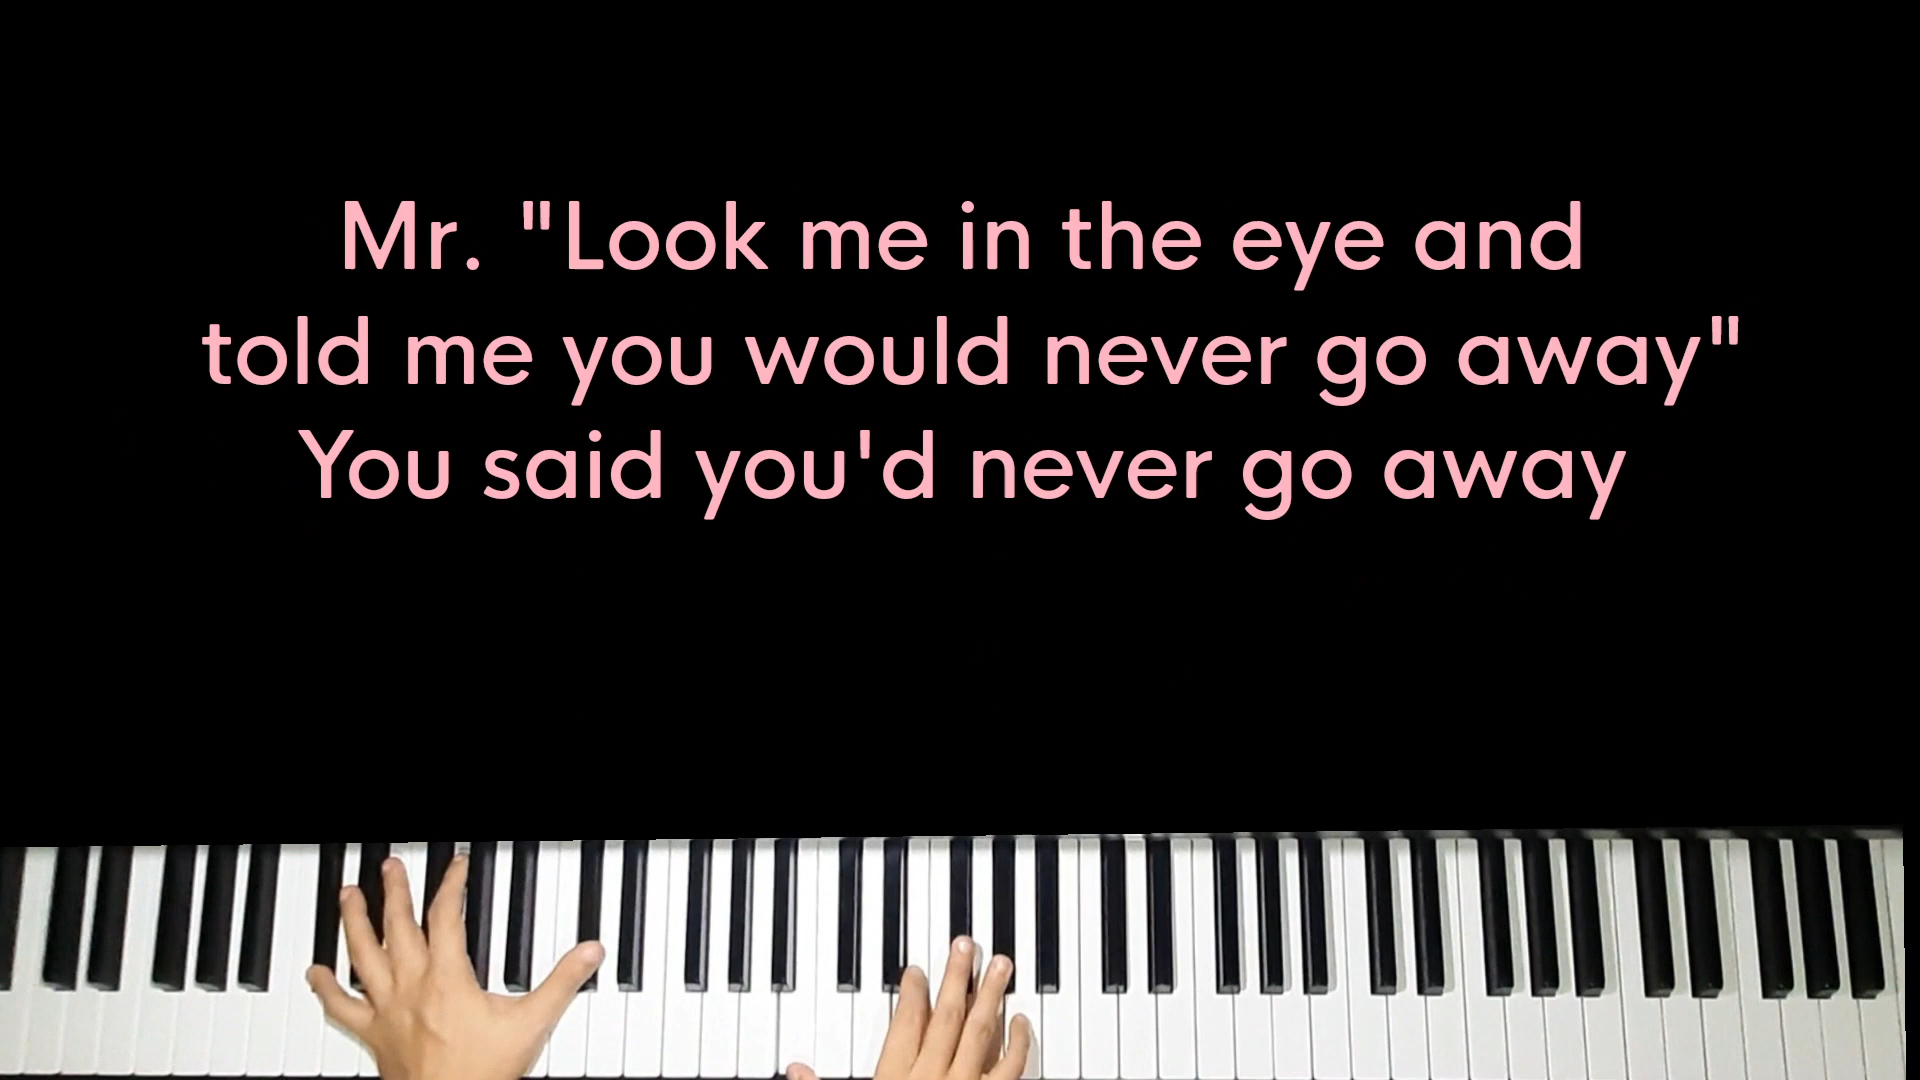 Mr. "Look me in the eye and
told me you would never go away"
You said you'd never go away